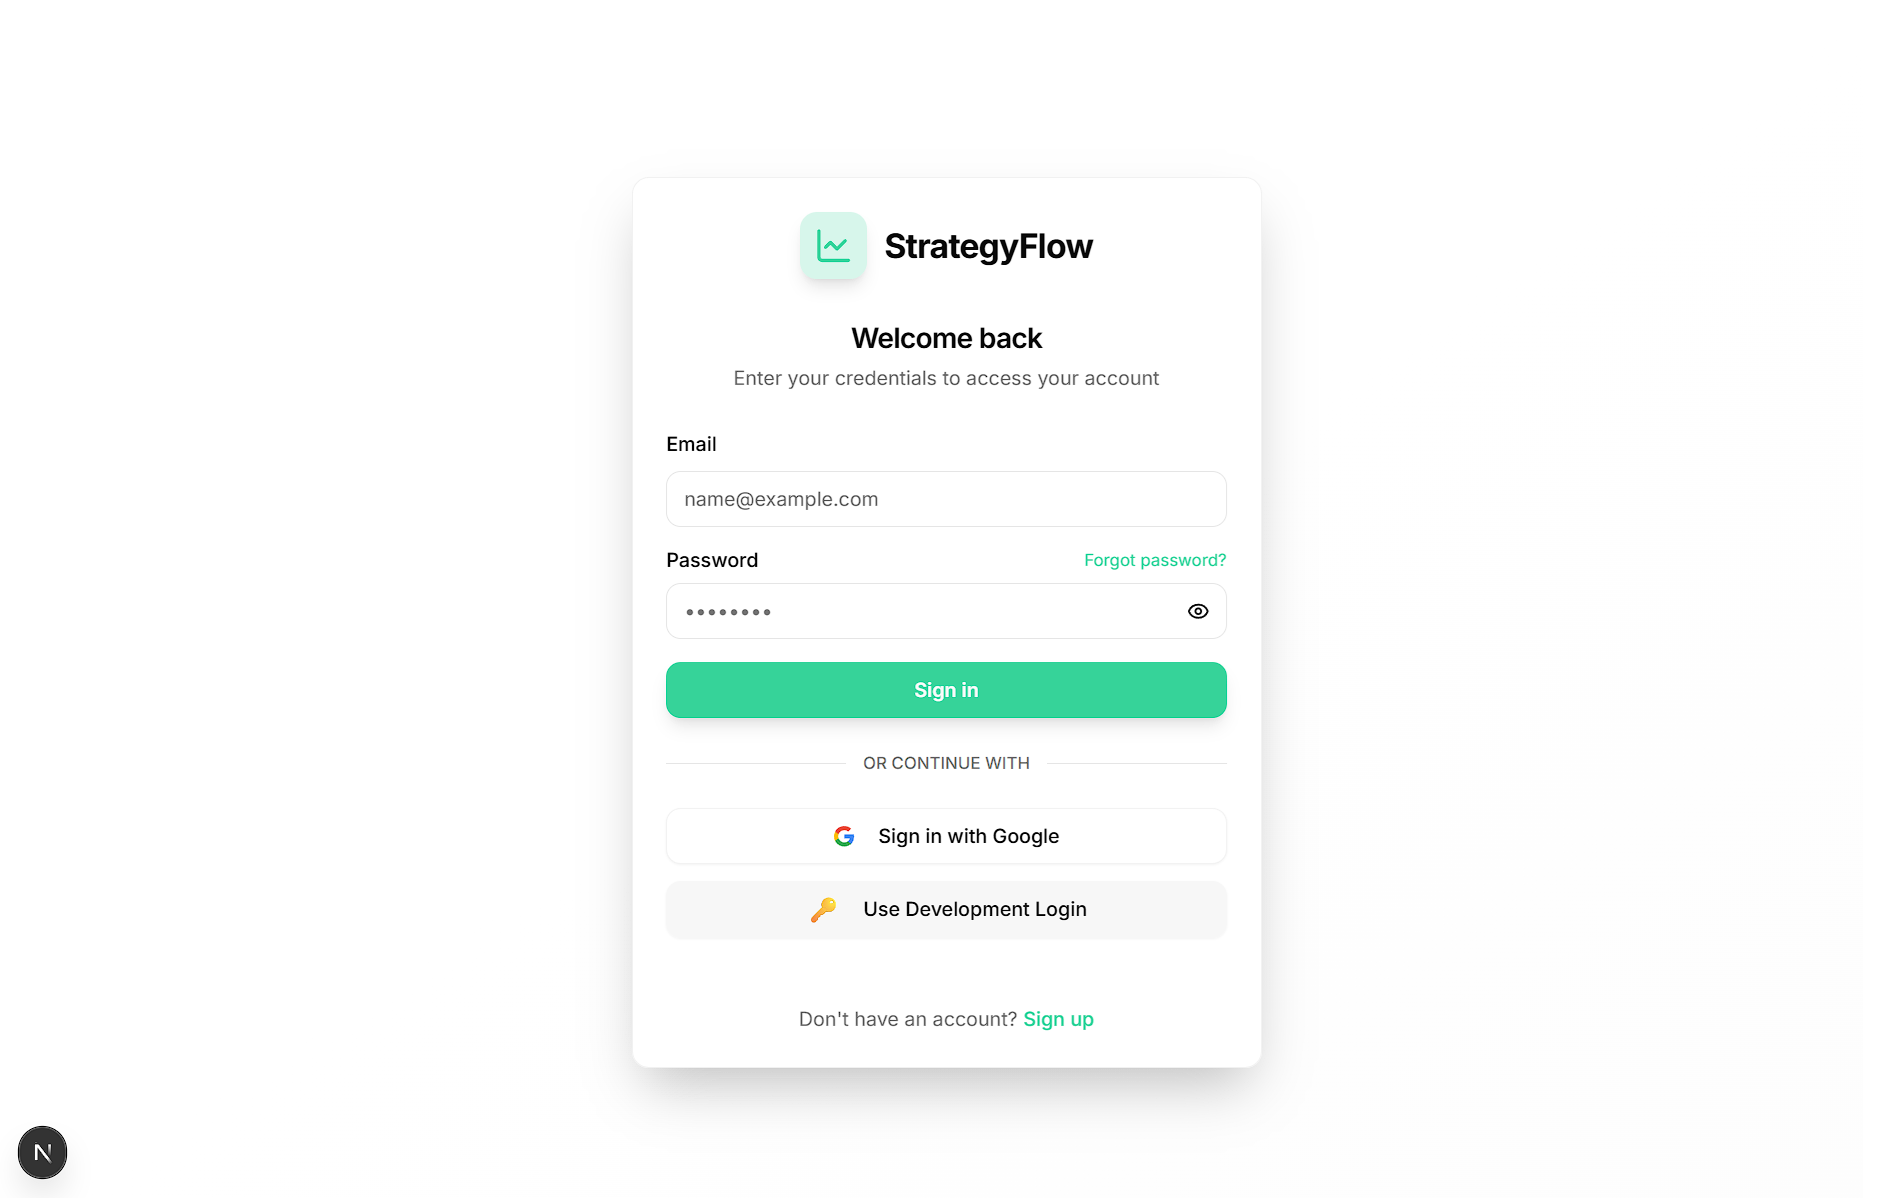 StrategyFlow
Welcome back
Enter your credentials to access your account
Email
name@example.com
Password
Forgot password?
••••••••
Sign in
OR CONTINUE WITH
Sign in with Google
Use Development Login
Don't have an account? Sign up
N